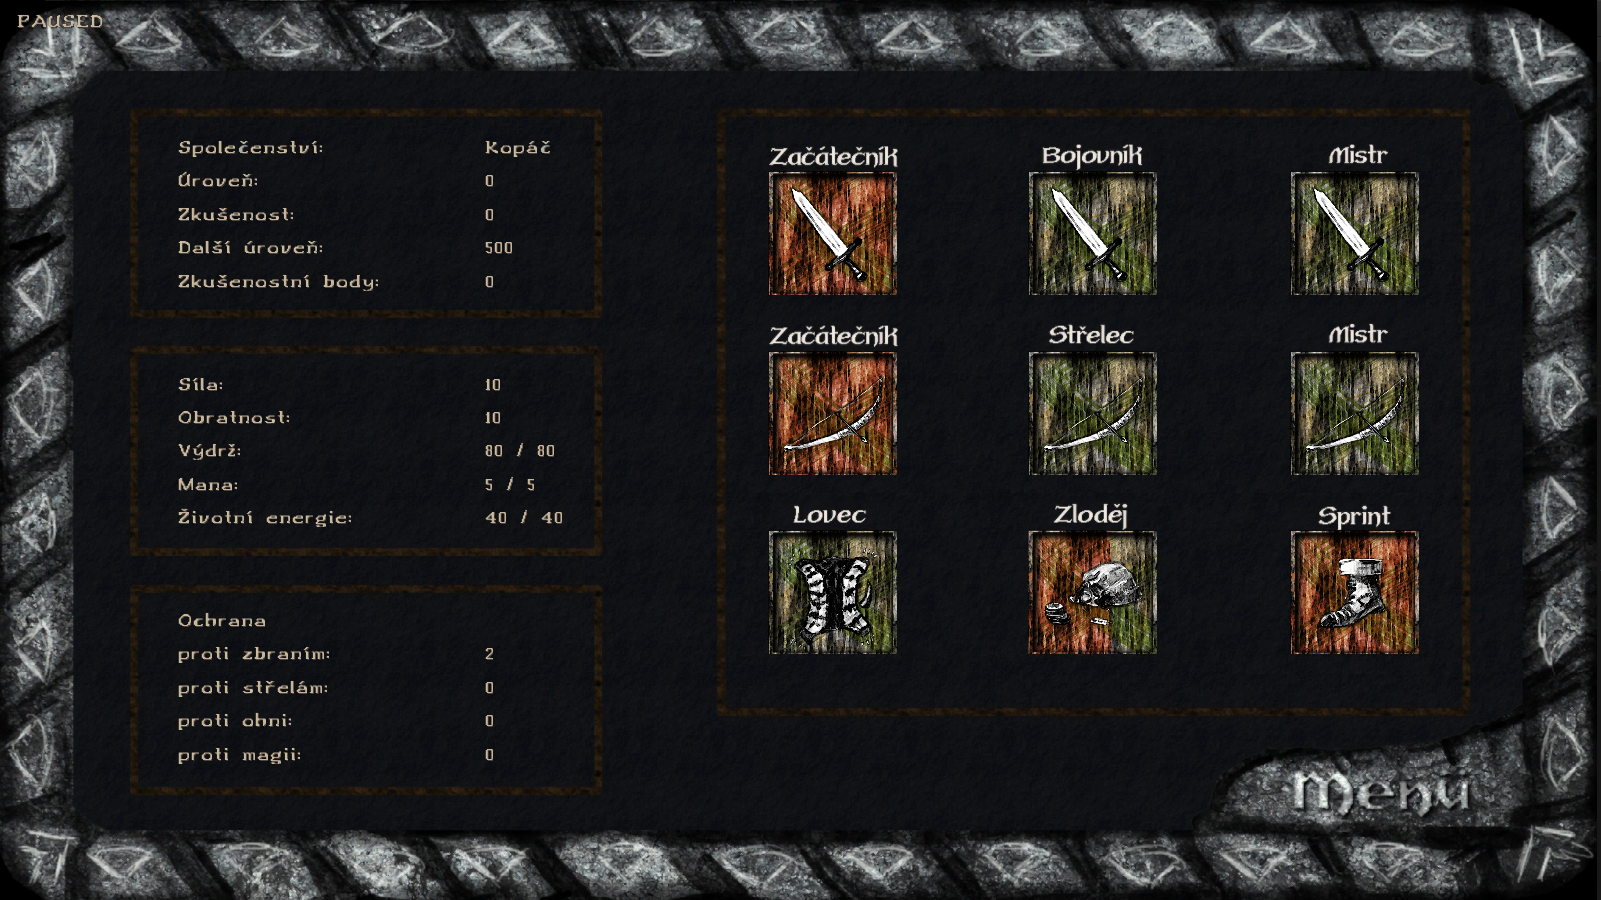 PAUSED
Společenství: Kopáč
Úroveň: 0
Zkušenost: 0
Další úroveň: 500
Zkušenostní body: 0
Síla: 10
Obratnost: 10
Výdrž: 80 / 80
Mana: 5 / 5
Životní energie: 40 / 40
Ochrana
proti zbraním: 2
proti střelám: 0
proti ohni: 0
proti magii: 0
Začátečník Bojovník Mistr
Začátečník Střelec Mistr
Lovec Zloděj Sprint
Menü